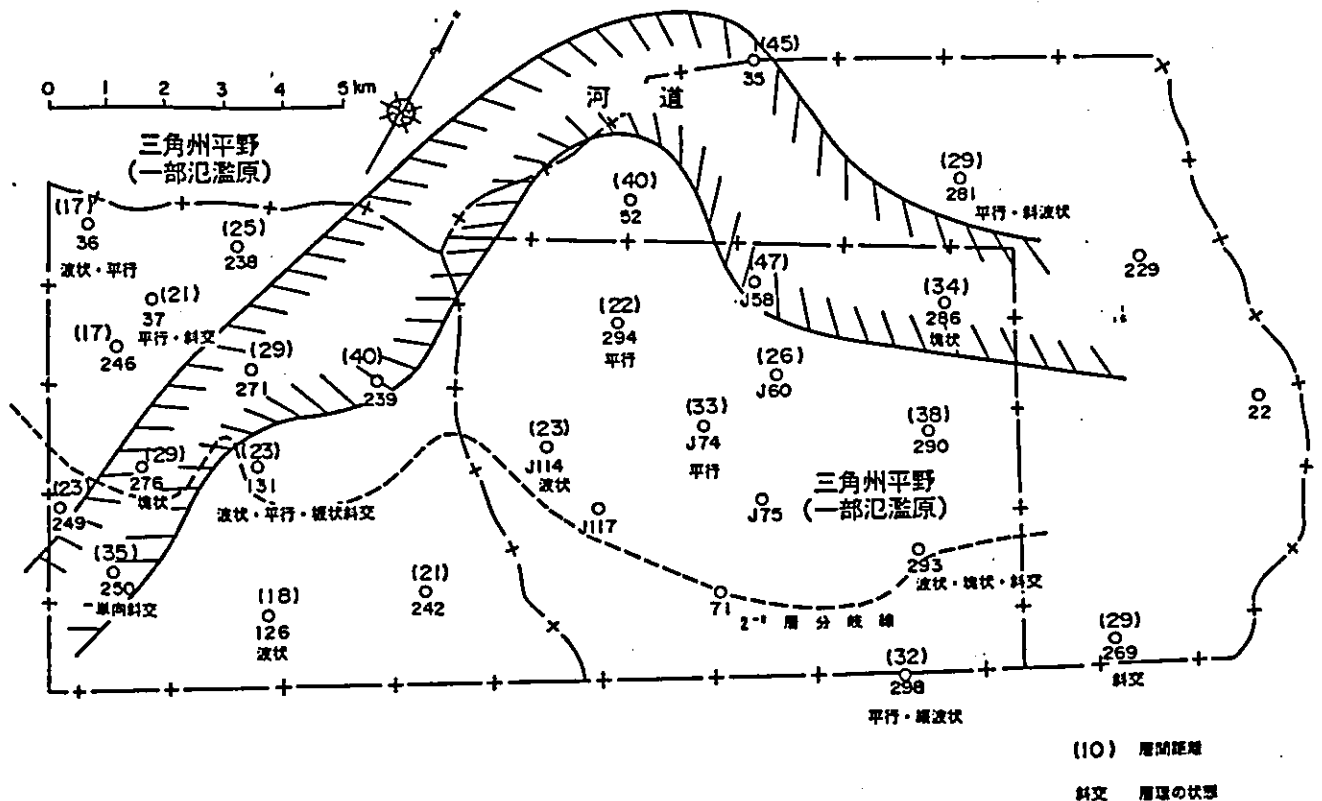 (45)
35
0 1 2 3 4 5 km
河道
三角州平野
(一部氾濫原)
(17)
36
波状・平行
(25)
238
(40)
52
(29)
281
平行・斜波状
229
(21)
37
平行・斜交
(17)
246
(47)
J58
(34)
286
塊状
(22)
294
平行
(29)
271
(40)
239
(26)
J60
22
(33)
J74
平行
(38)
290
(23)
J114
波状
(29)
276
塊状
(23)
131
波状・平行・緩状斜交
(23)
249
三角州平野
(一部氾濫原)
J75
J117
(35)
250
単向斜交
293
波状・塊状・斜交
(21)
242
(18)
126
波状
71
層分岐線
(29)
269
斜交
(32)
298
平行・緩波状
(10) 層間距離
斜交 層理の状態